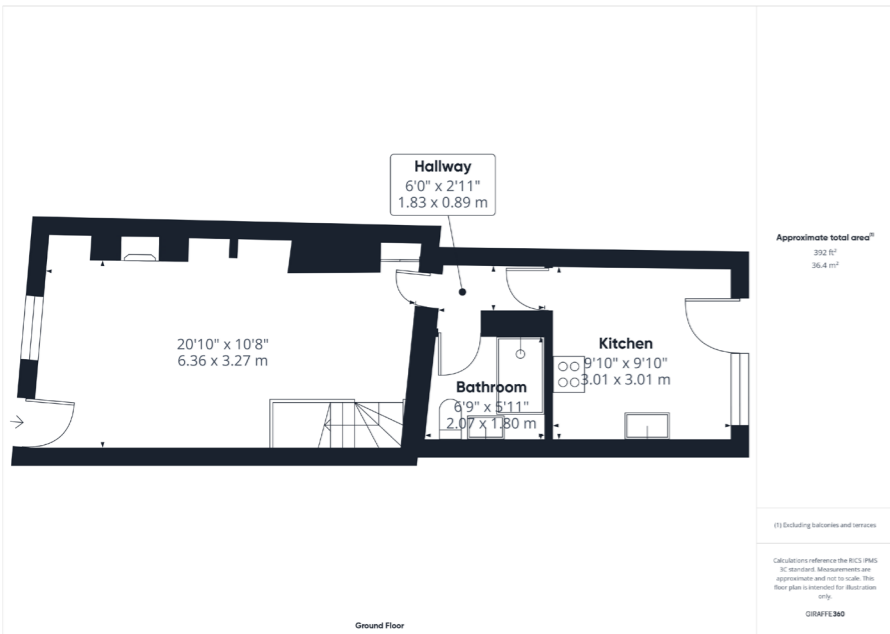 Hallway
6'0" x 2'11"
1.83 x 0.89 m
20'10" x 10'8"
6.36 x 3.27 m
Kitchen
9'10" x 9'10"
3.01 x 3.01 m
Bathroom
6'9" x 5'11"
2.07 x 1.80 m
Approximate total area(1)
392 ft²
36.4 m²
(1) Excluding balconies and terraces
Calculations reference the RICS IPMS
3C standard. Measurements are
approximate and not to scale. This
floor plan is intended for illustration
only.
GIRAFFE360
Ground Floor